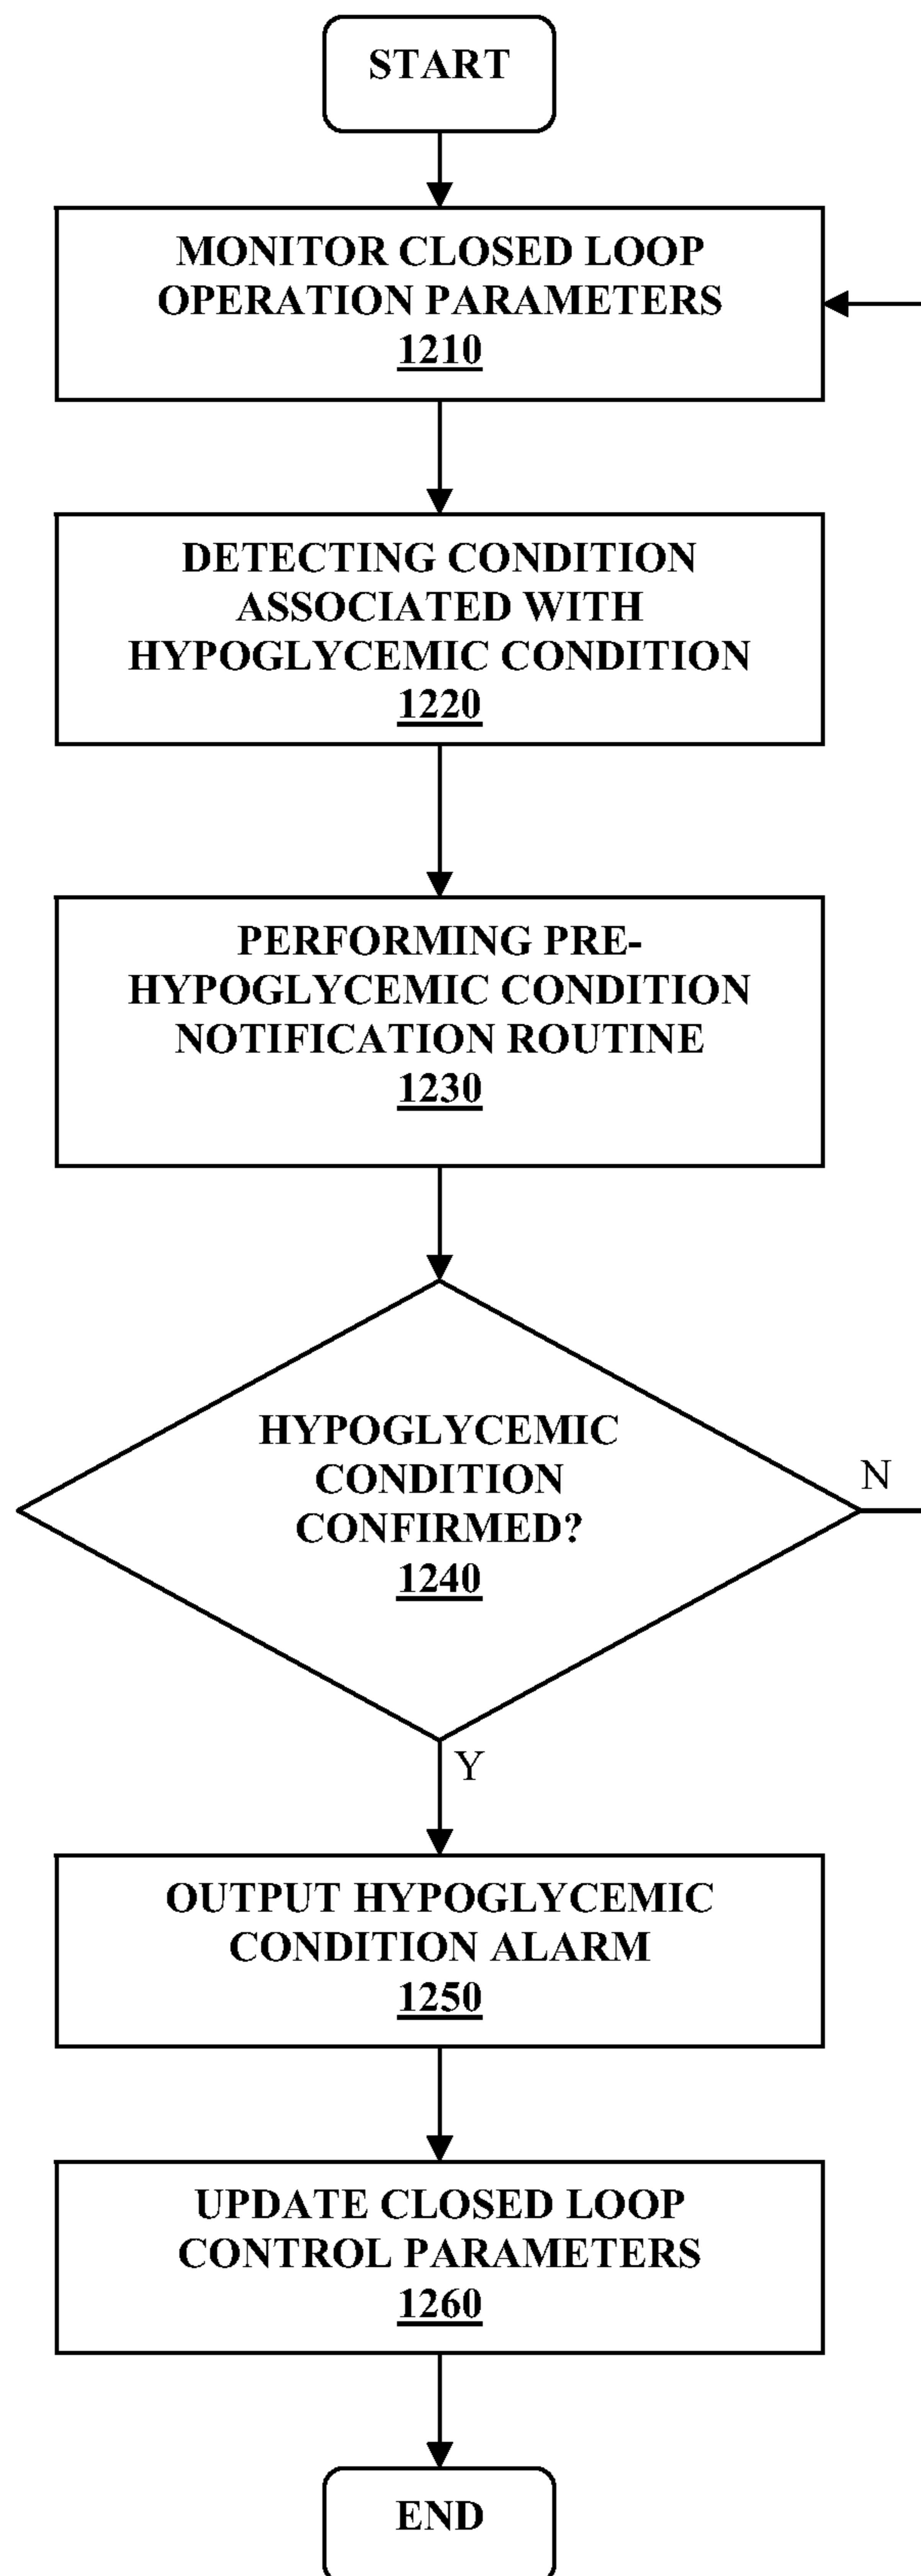 START
MONITOR CLOSED LOOP
OPERATION PARAMETERS
1210
DETECTING CONDITION
ASSOCIATED WITH
HYPOGLYCEMIC CONDITION
1220
PERFORMING PRE-
HYPOGLYCEMIC CONDITION
NOTIFICATION ROUTINE
1230
HYPOGLYCEMIC
CONDITION
CONFIRMED?
1240
N
Y
OUTPUT HYPOGLYCEMIC
CONDITION ALARM
1250
UPDATE CLOSED LOOP
CONTROL PARAMETERS
1260
END